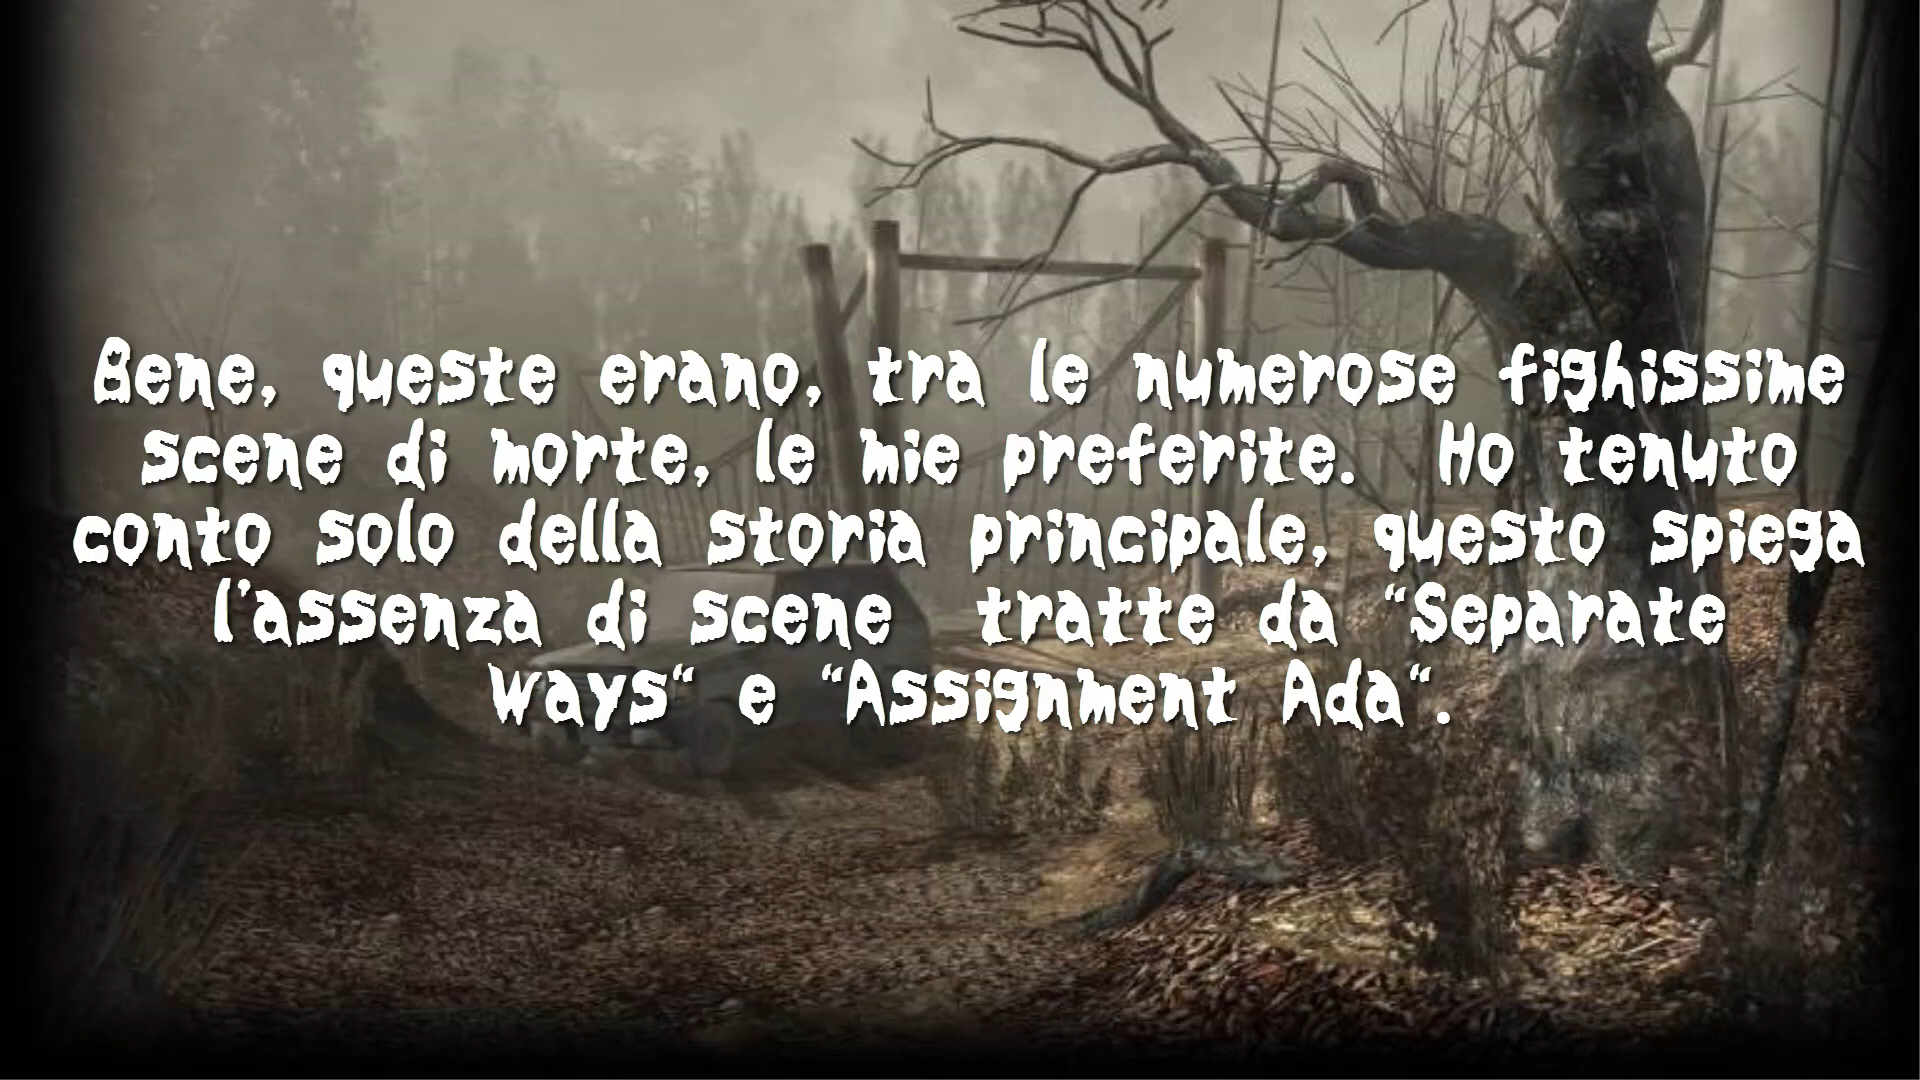 Bene, queste erano, tra le numerose fighissime
scene di morte, le mie preferite. Ho tenuto
conto solo della storia principale, questo spiega
l'assenza di scene tratte da “Separate
Ways“ e “Assignment Ada“.